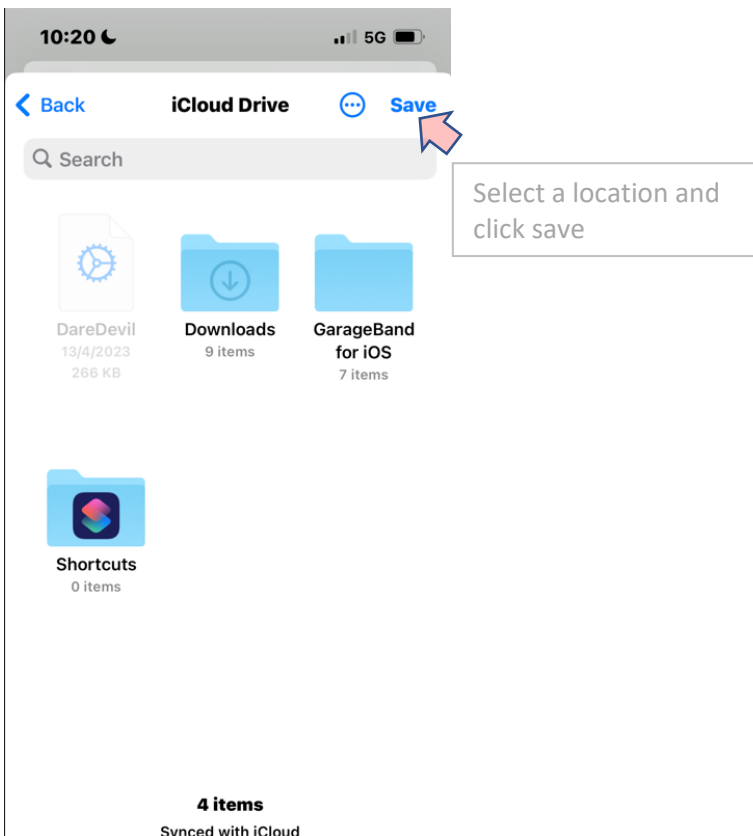 10:20
5G
Back
iCloud Drive
Save
Search
Select a location and
click save
DareDevil
13/4/2023
266 KB
Downloads
9 items
GarageBand
for iOS
7 items
Shortcuts
0 items
4 items
Synced with iCloud